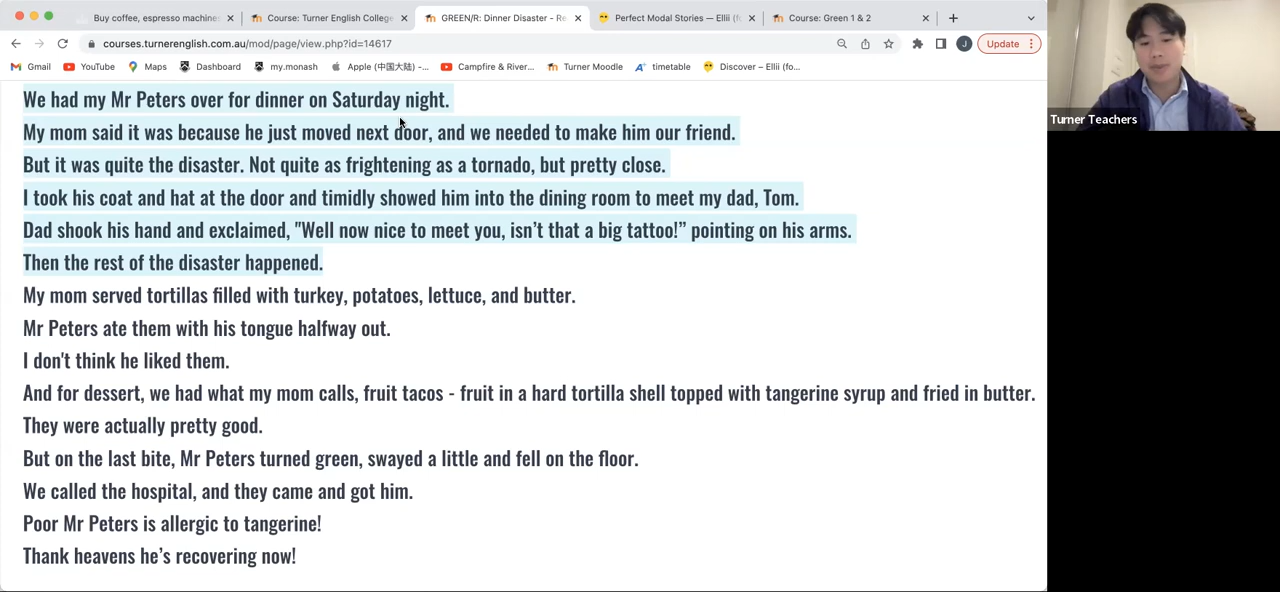 Buy coffee, espresso machine
Course: Turner English College
GREEN/R: Dinner Disaster - Re
Perfect Modal Stories — Ellii (fo
Course: Green 1 & 2
courses.turnerenglish.com.au/mod/page/view.php?id=14617
J
Update
Gmail
YouTube
Maps
Dashboard
my.monash
Apple (中国大陆) -...
Campfire & River...
Turner Moodle
timetable
Discover – Ellii (fo...
Turner Teachers
We had my Mr Peters over for dinner on Saturday night.
My mom said it was because he just moved next door, and we needed to make him our friend.
But it was quite the disaster. Not quite as frightening as a tornado, but pretty close.
I took his coat and hat at the door and timidly showed him into the dining room to meet my dad, Tom.
Dad shook his hand and exclaimed, "Well now nice to meet you, isn’t that a big tattoo!” pointing on his arms.
Then the rest of the disaster happened.
My mom served tortillas filled with turkey, potatoes, lettuce, and butter.
Mr Peters ate them with his tongue halfway out.
I don't think he liked them.
And for dessert, we had what my mom calls, fruit tacos - fruit in a hard tortilla shell topped with tangerine syrup and fried in butter.
They were actually pretty good.
But on the last bite, Mr Peters turned green, swayed a little and fell on the floor.
We called the hospital, and they came and got him.
Poor Mr Peters is allergic to tangerine!
Thank heavens he’s recovering now!